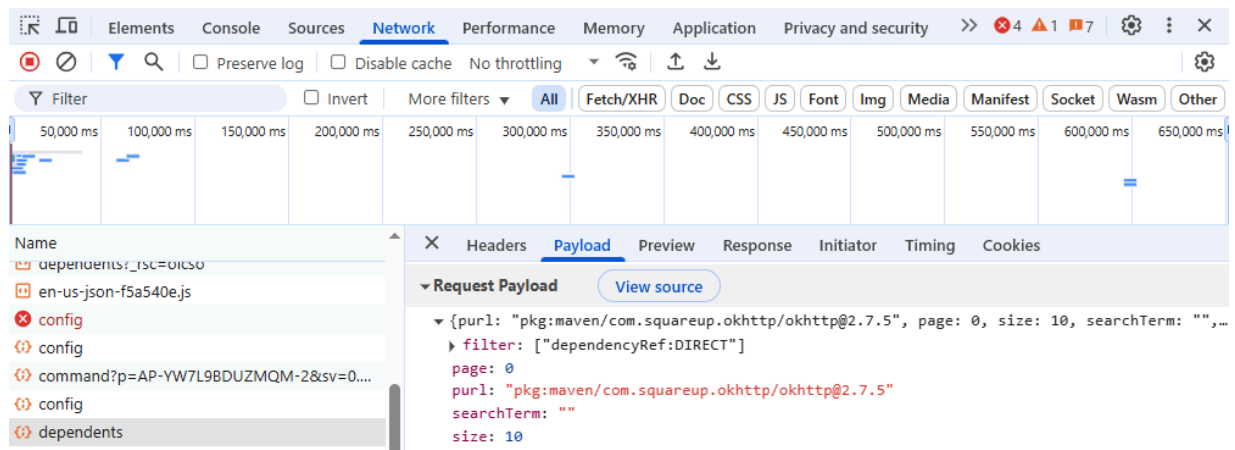 Elements Console Sources Network Performance Memory Application Privacy and security >> 4 1 7
Preserve log Disable cache No throttling
Filter Invert More filters All Fetch/XHR Doc CSS JS Font Img Media Manifest Socket Wasm Other
50,000 ms 100,000 ms 150,000 ms 200,000 ms 250,000 ms 300,000 ms 350,000 ms 400,000 ms 450,000 ms 500,000 ms 550,000 ms 600,000 ms 650,000 ms
Name
dependents?_rsc=olcso
en-us-json-f5a540e.js
config
config
command?p=AP-YW7L9BDUZMQM-2&sv=0....
config
dependents
Headers Payload Preview Response Initiator Timing Cookies
Request Payload View source
{purl: "pkg:maven/com.squareup.okhttp/okhttp@2.7.5", page: 0, size: 10, searchTerm: "",…
filter: ["dependencyRef:DIRECT"]
page: 0
purl: "pkg:maven/com.squareup.okhttp/okhttp@2.7.5"
searchTerm: ""
size: 10